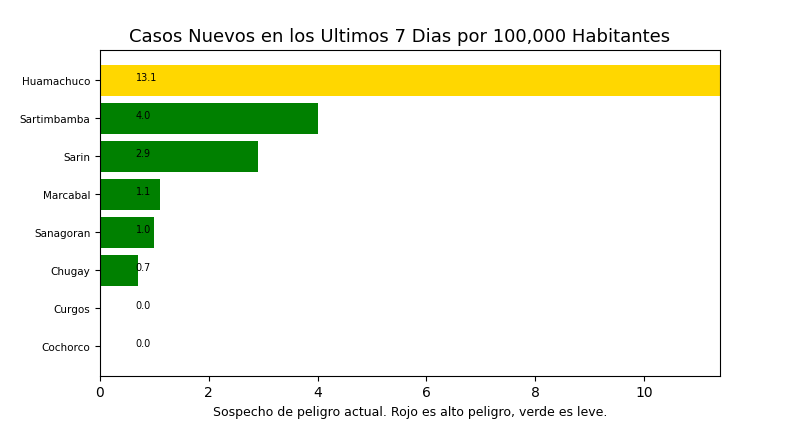 Casos Nuevos en los Ultimos 7 Dias por 100,000 Habitantes
Huamachuco 13.1
Sartimbamba 4.0
Sarin 2.9
Marcabal 1.1
Sanagoran 1.0
Chugay 0.7
Curgos 0.0
Cochorco 0.0
0 2 4 6 8 10
Sospecho de peligro actual. Rojo es alto peligro, verde es leve.